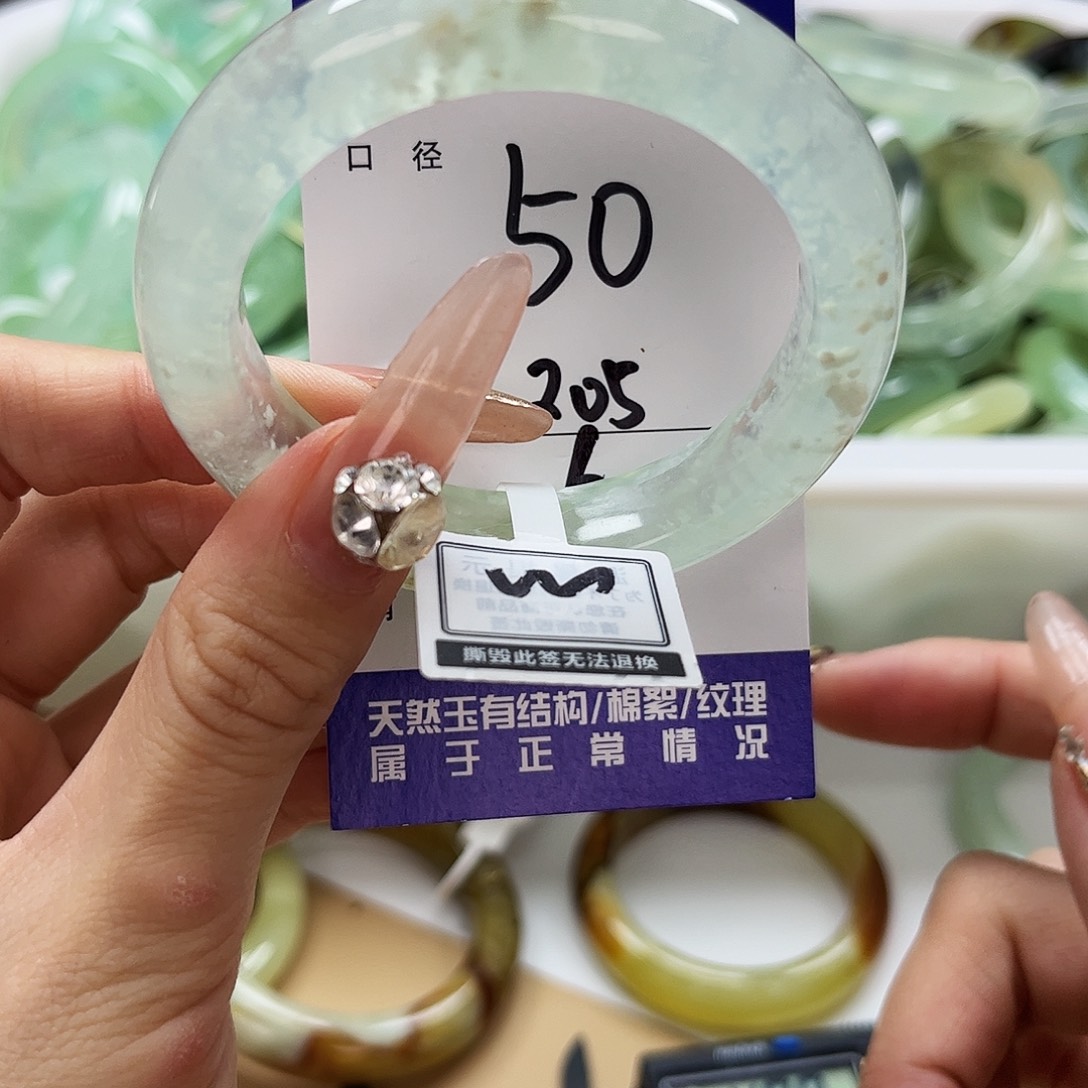 口径
50
205
撕毁此签无法退换
天然玉有结构/棉絮/纹理
属于正常情况